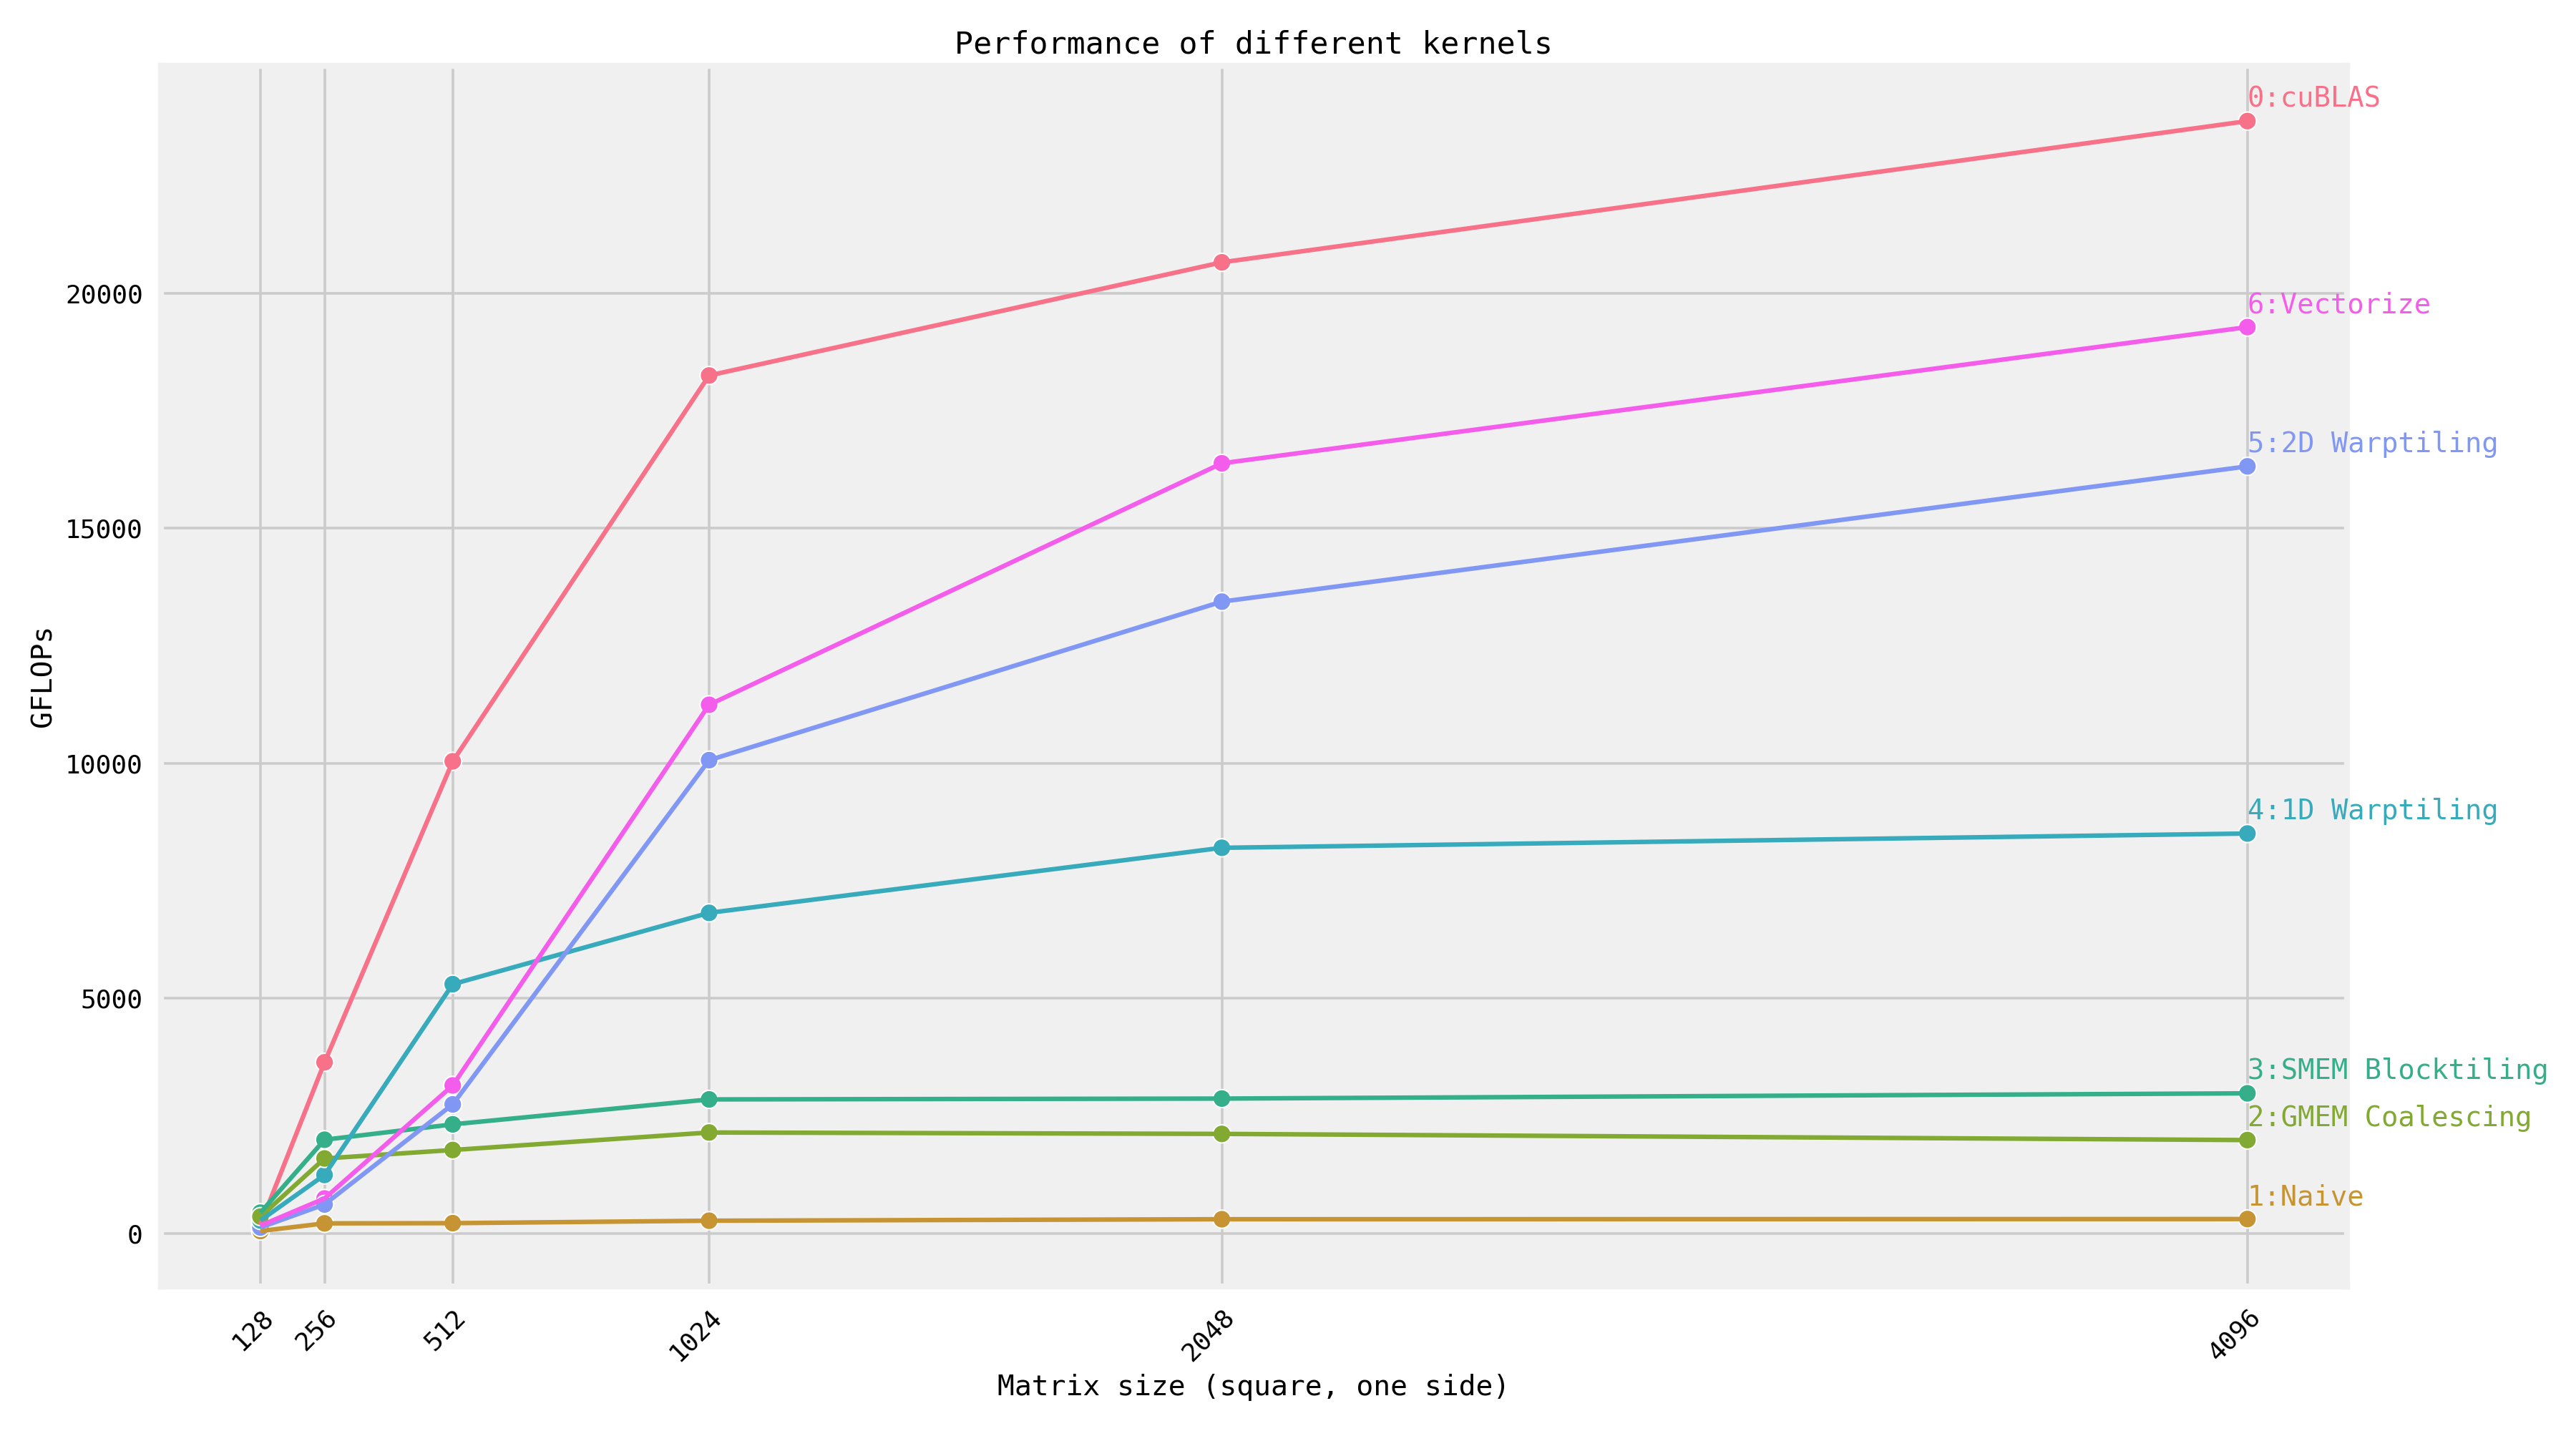 Performance of different kernels
0:cuBLAS
6:Vectorize
5:2D Warptiling
4:1D Warptiling
3:SMEM Blocktiling
2:GMEM Coalescing
1:Naive
GFLOPs
20000
15000
10000
5000
0
128 256 512 1024 2048 4096
Matrix size (square, one side)